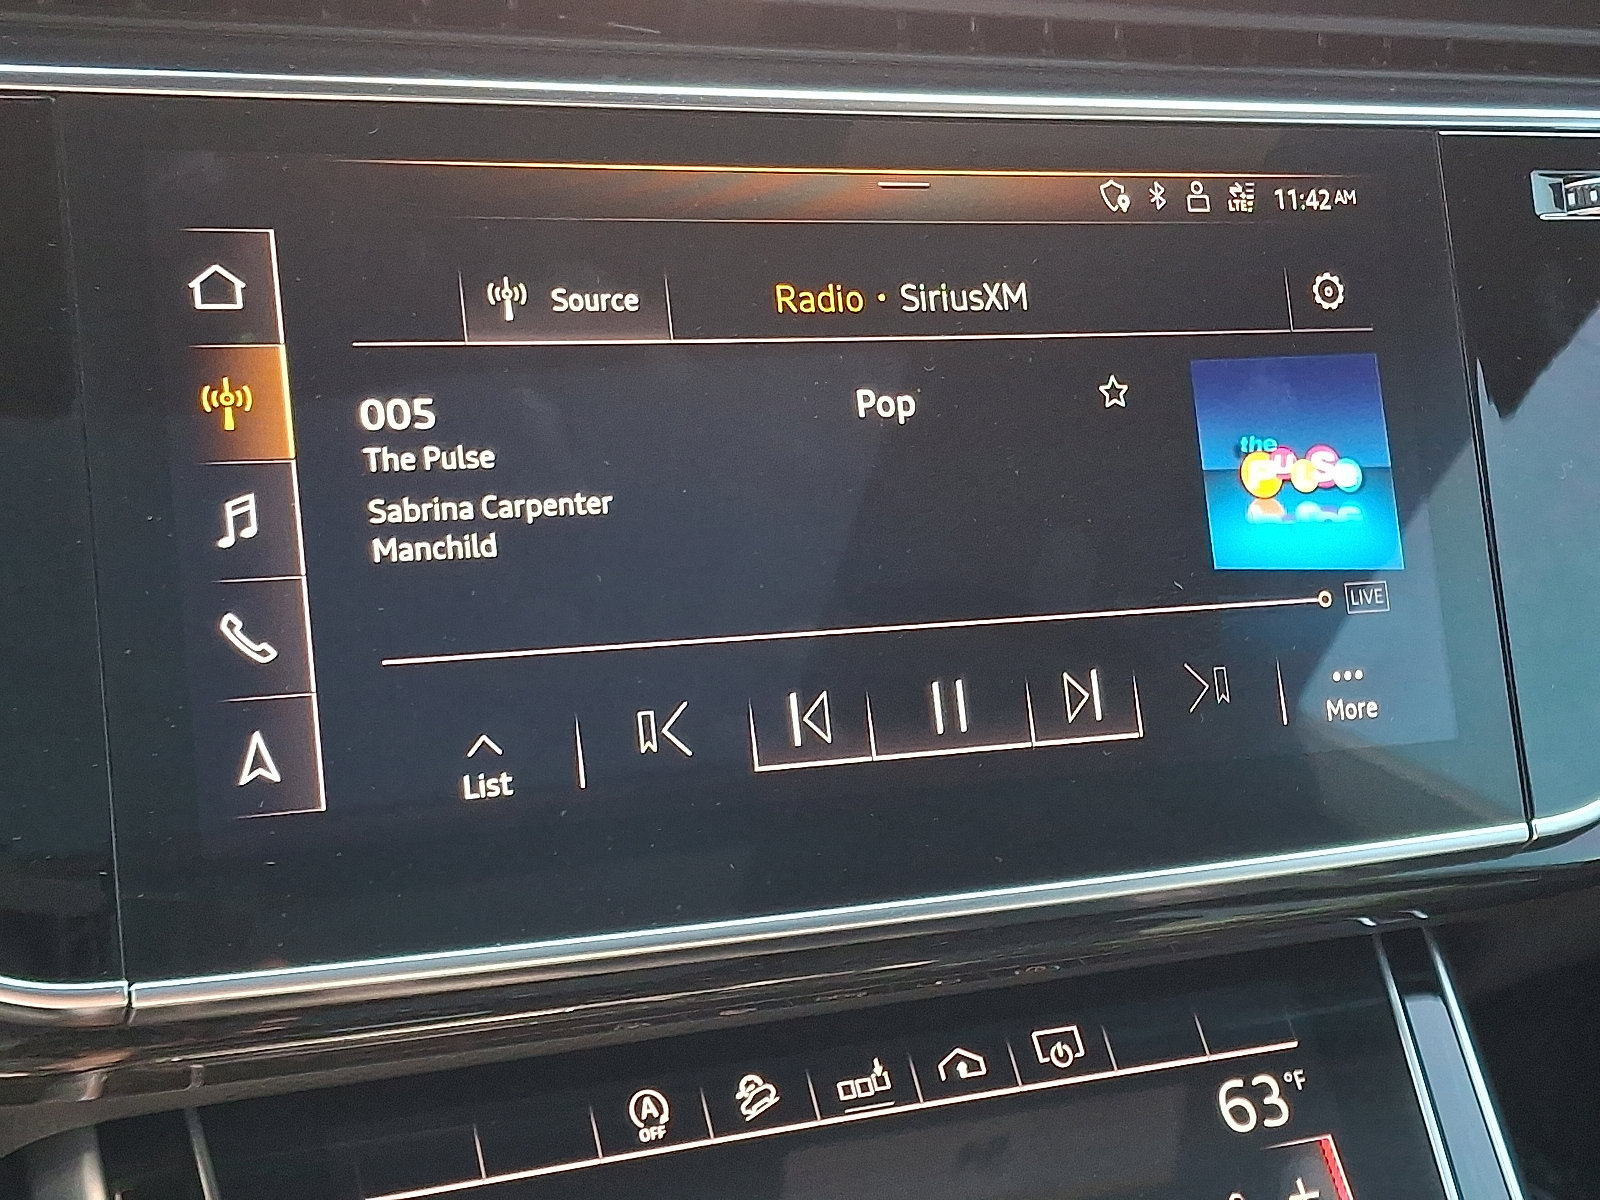 LTE 11:42 AM
Source Radio • SiriusXM
005 Pop
The Pulse
Sabrina Carpenter
Manchild
the
pulse
LIVE
List
More
A
OFF
63°F